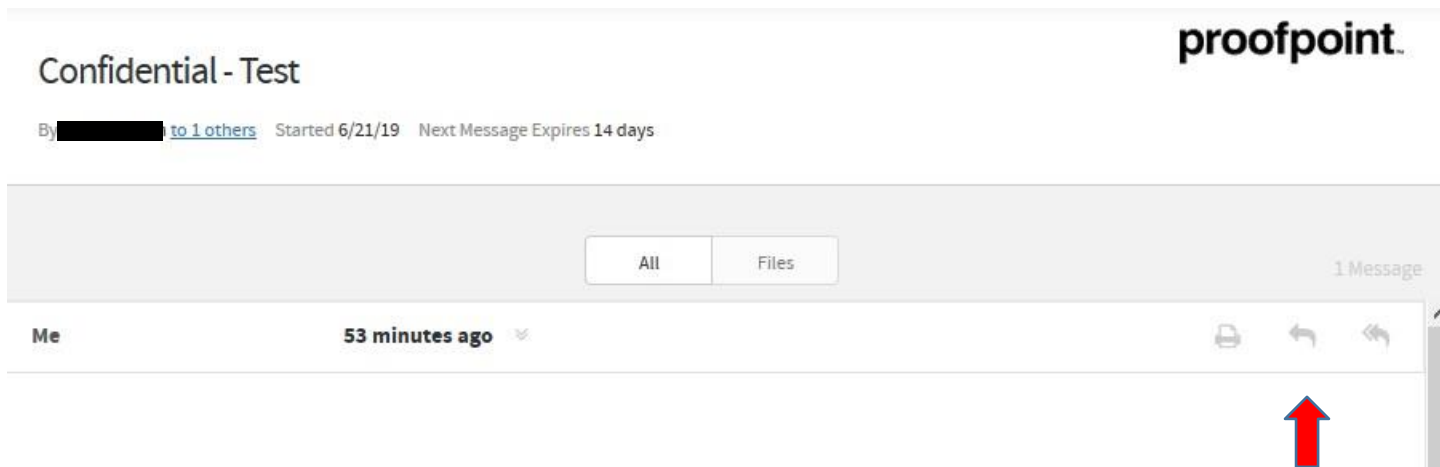 proofpoint™
Confidential - Test
By to 1 others Started 6/21/19 Next Message Expires 14 days
All Files
1 Message
Me 53 minutes ago